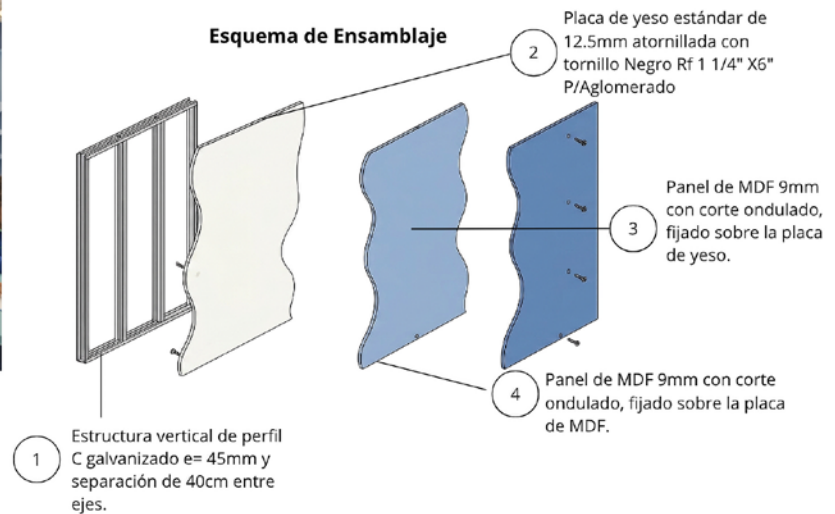 Esquema de Ensamblaje
2
Placa de yeso estándar de
12.5mm atornillada con
tornillo Negro Rf 1 1/4" X6"
P/Aglomerado
3
Panel de MDF 9mm
con corte ondulado,
fijado sobre la placa
de yeso.
4
Panel de MDF 9mm con corte
ondulado, fijado sobre la placa
de MDF.
1
Estructura vertical de perfil
C galvanizado e= 45mm y
separación de 40cm entre
ejes.